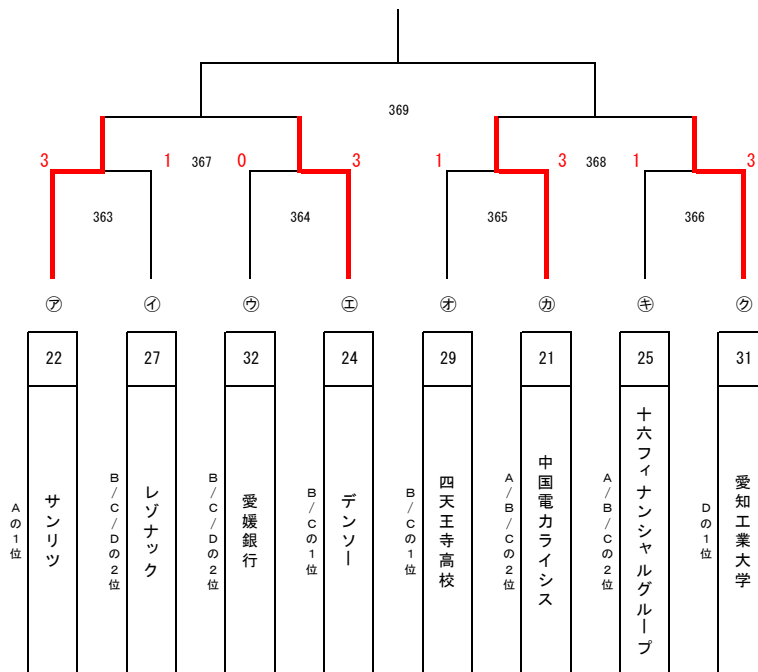 369
3
1
367
0
3
1
3
368
1
3
363
364
365
366
㋐
㋑
㋒
㋓
㋔
㋕
㋖
㋗
22
27
32
24
29
21
25
31
Aの1位
サンリツ
B/C/Dの2位
レゾナック
B/C/Dの2位
愛媛銀行
B/Cの1位
デンソー
B/Cの1位
四天王寺高校
A/B/Cの2位
中国電力ライシス
A/B/Cの2位
十六フィナンシャルグループ
Dの1位
愛知工業大学